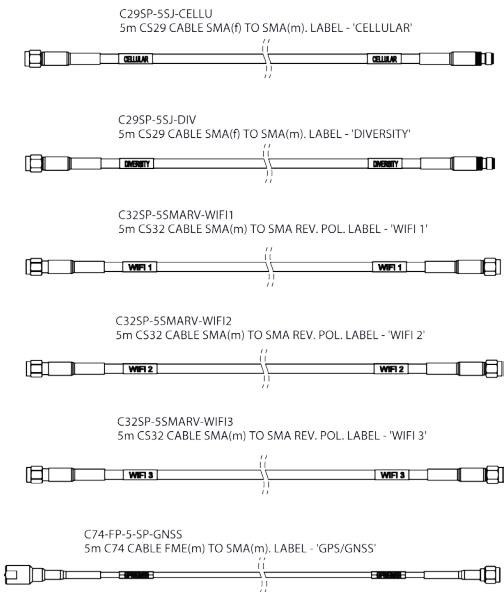 C29SP-5SJ-CELLU
5m CS29 CABLE SMA(f) TO SMA(m). LABEL - 'CELLULAR'
CELLULAR CELLULAR
C29SP-5SJ-DIV
5m CS29 CABLE SMA(f) TO SMA(m). LABEL - 'DIVERSITY'
DIVERSITY DIVERSITY
C32SP-5SMARV-WIFI1
5m CS32 CABLE SMA(m) TO SMA REV. POL. LABEL - 'WIFI 1'
WIFI 1 WIFI 1
C32SP-5SMARV-WIFI2
5m CS32 CABLE SMA(m) TO SMA REV. POL. LABEL - 'WIFI 2'
WIFI 2 WIFI 2
C32SP-5SMARV-WIFI3
5m CS32 CABLE SMA(m) TO SMA REV. POL. LABEL - 'WIFI 3'
WIFI 3 WIFI 3
C74-FP-5-SP-GNSS
5m C74 CABLE FME(m) TO SMA(m). LABEL - 'GPS/GNSS'